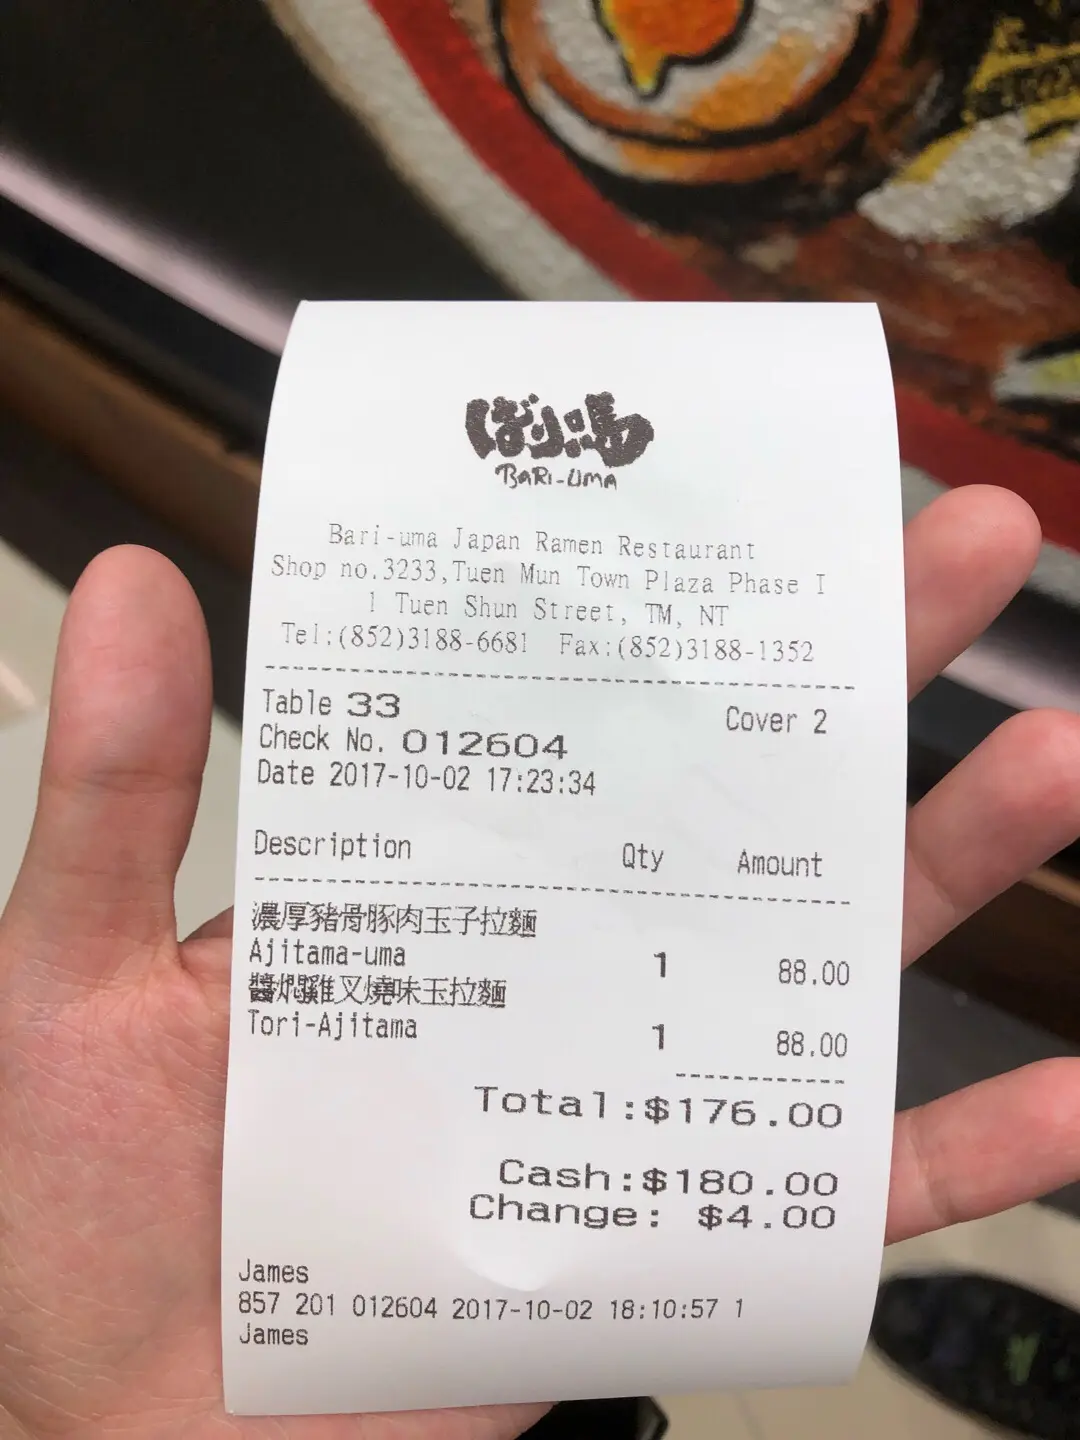 ばり馬
BARI-UMA
Bari-uma Japan Ramen Restaurant
Shop no.3233,Tuen Mun Town Plaza Phase I
1 Tuen Shun Street, TM, NT
Tel:(852)3188-6681 Fax:(852)3188-1352
Table 33 Cover 2
Check No. 012604
Date 2017-10-02 17:23:34
Description Qty Amount
濃厚豬骨豚肉玉子拉麵
Ajitama-uma 1 88.00
醬燜雞叉燒味玉拉麵
Tori-Ajitama 1 88.00
Total:$176.00
Cash:$180.00
Change: $4.00
James
857 201 012604 2017-10-02 18:10:57 1
James